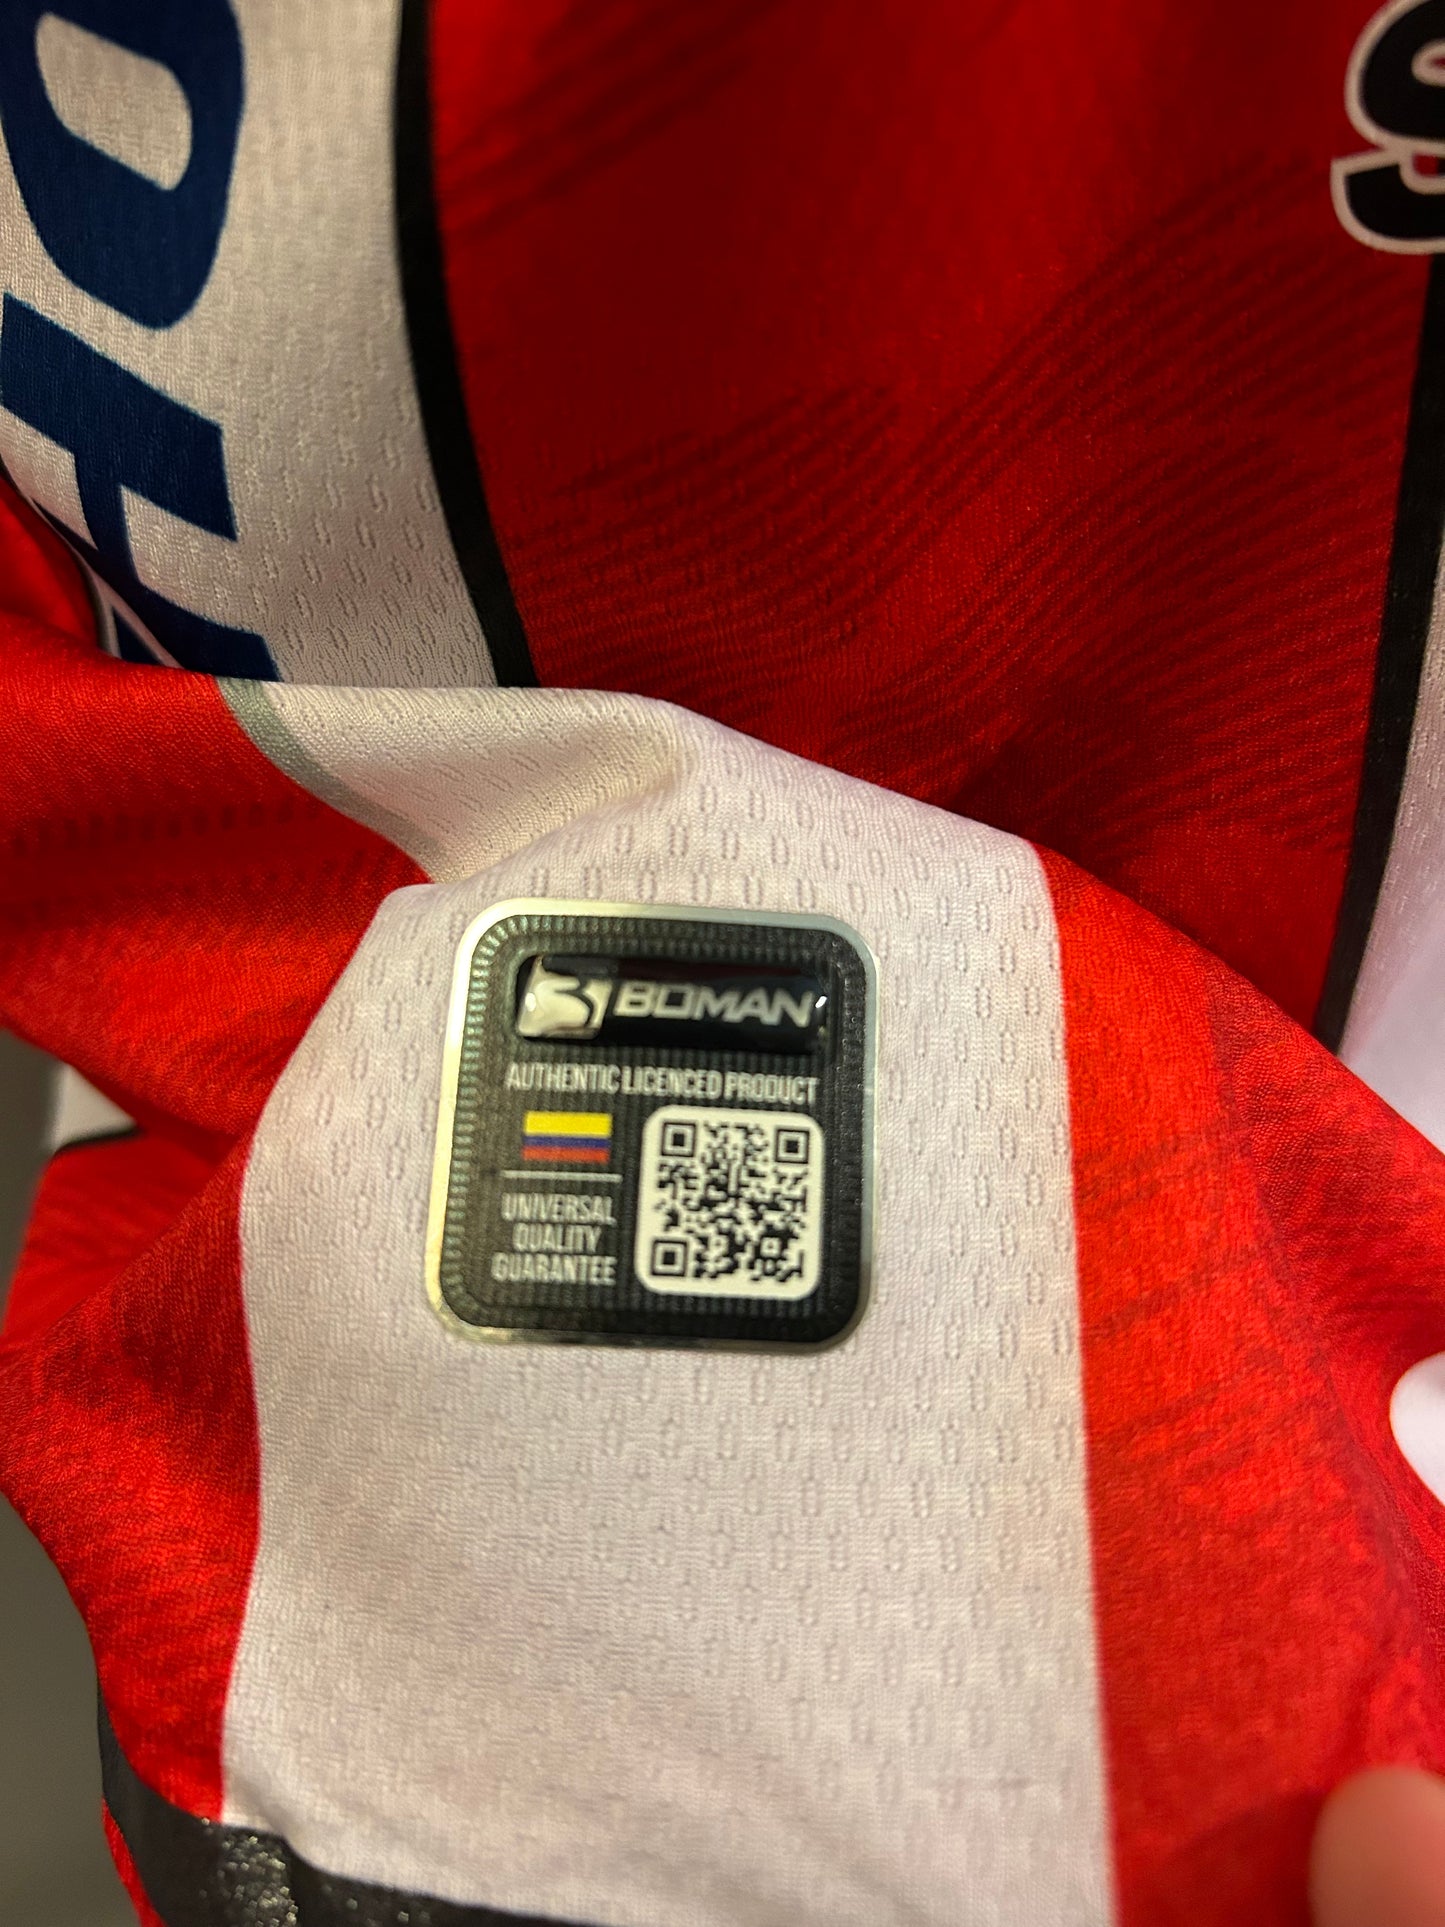 BOMAN
AUTHENTIC LICENCED PRODUCT
UNIVERSAL
QUALITY
GUARANTEE